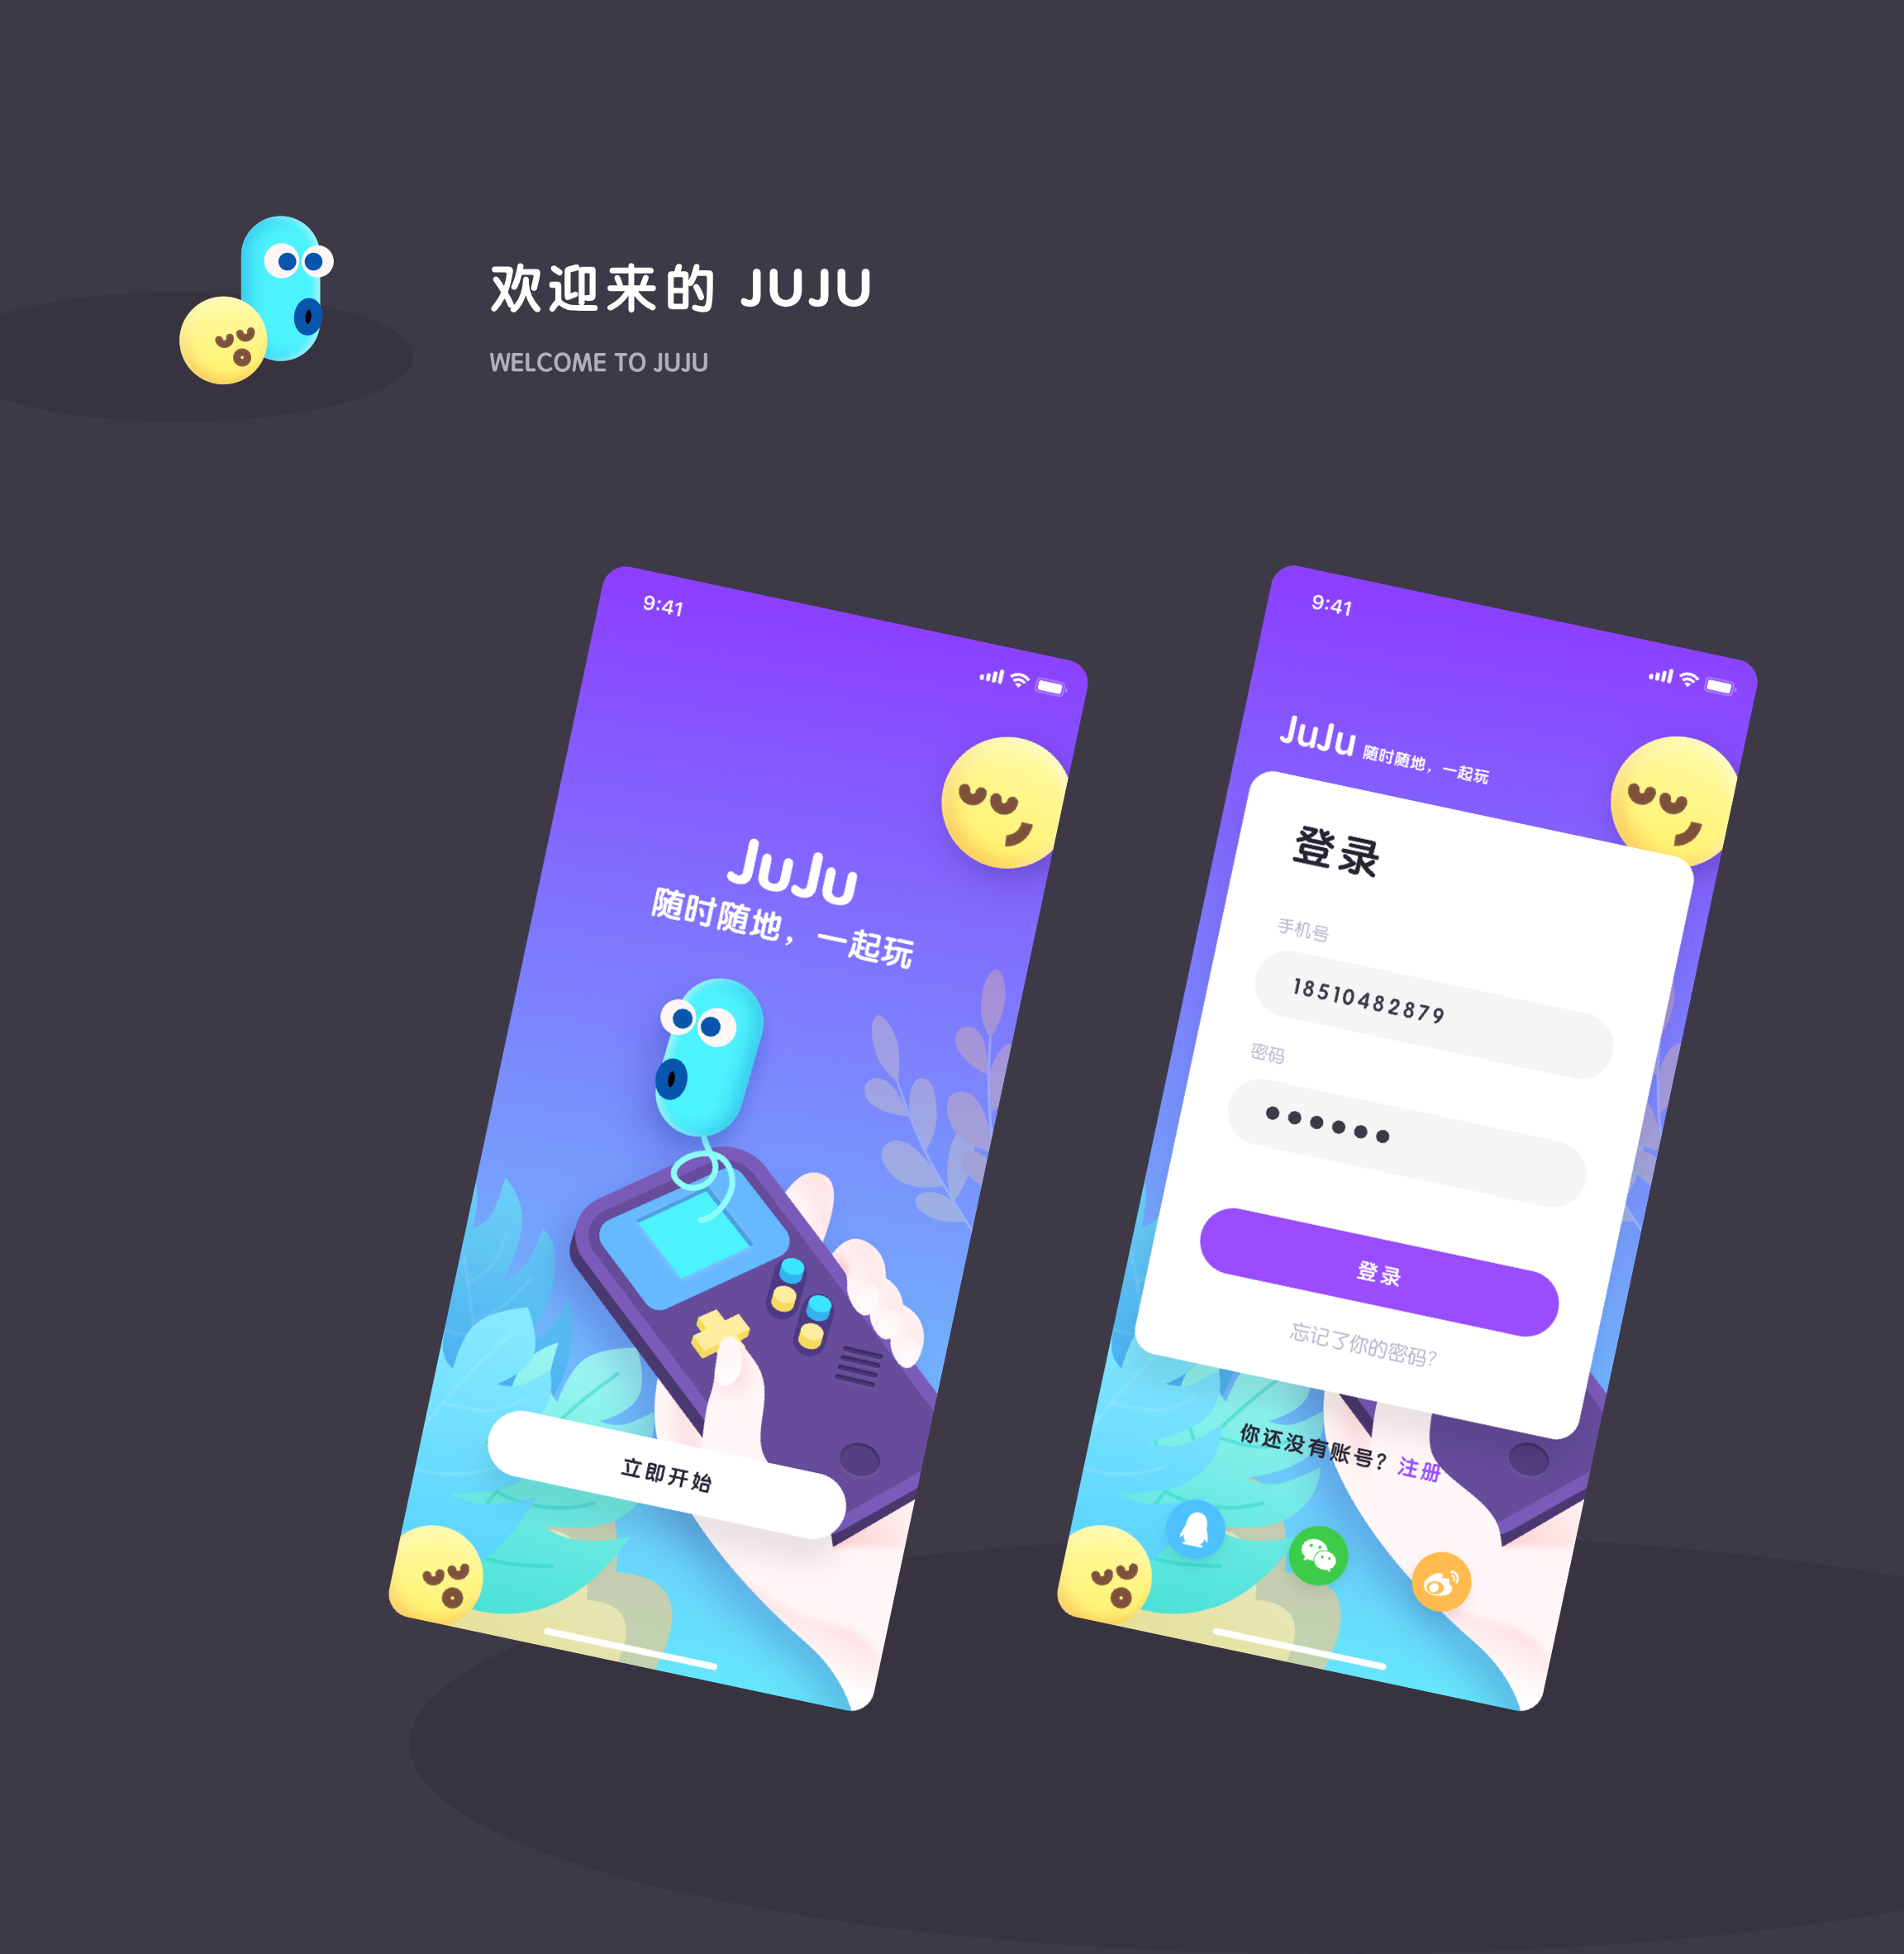 欢迎来的 JUJU
WELCOME TO JUJU
9:41
JuJu
随时随地，一起玩
立即开始
9:41
JuJu 随时随地，一起玩
登录
手机号
18510482879
密码
●●●●●●
登录
忘记了你的密码?
你还没有账号? 注册